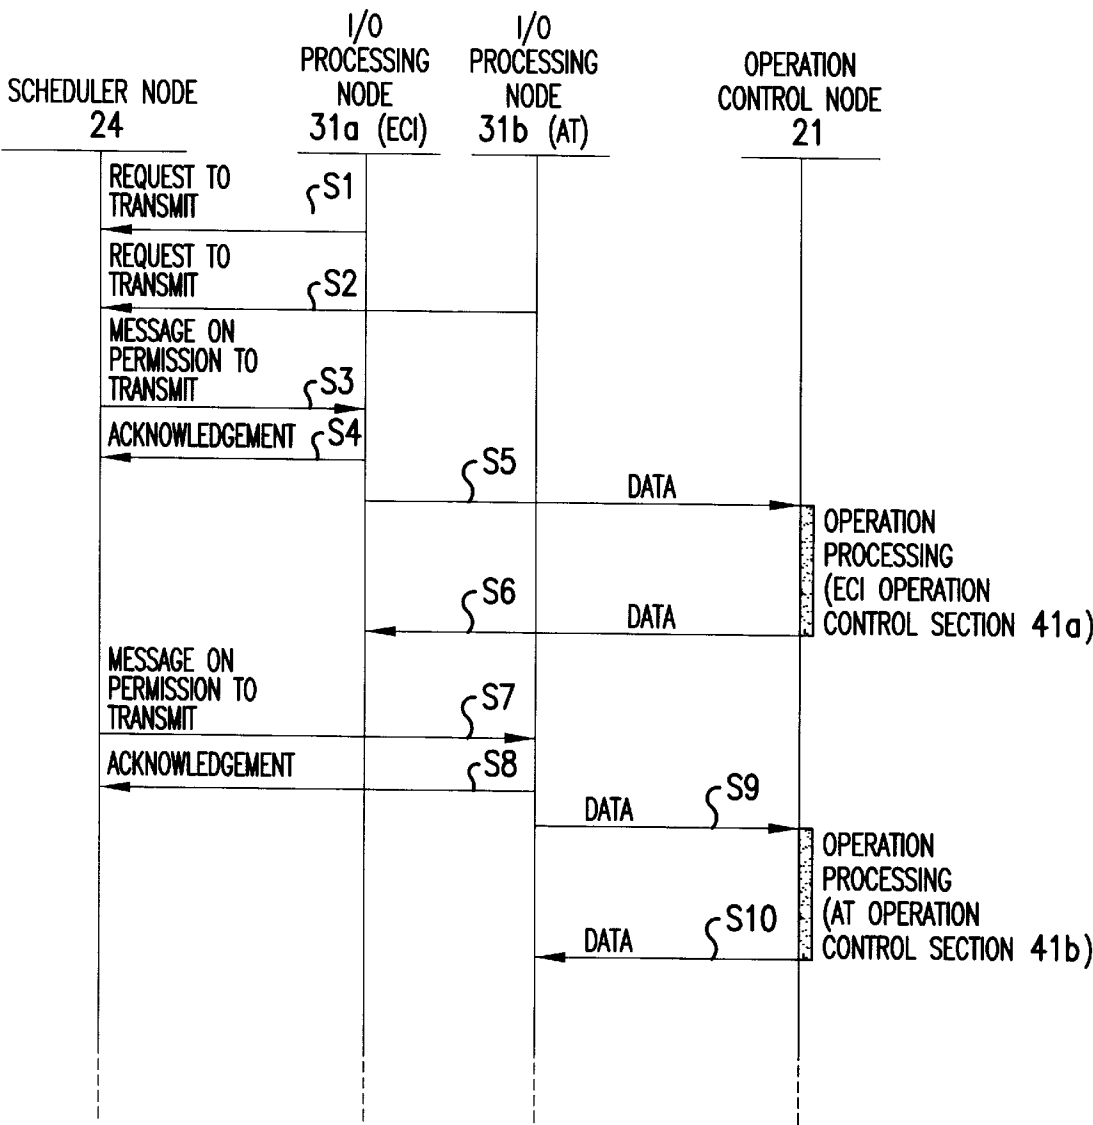 SCHEDULER NODE
24
I/O
PROCESSING
NODE
31a (ECI)
I/O
PROCESSING
NODE
31b (AT)
OPERATION
CONTROL NODE
21
REQUEST TO
TRANSMIT
S1
REQUEST TO
TRANSMIT
S2
MESSAGE ON
PERMISSION TO
TRANSMIT
S3
ACKNOWLEDGEMENT
S4
S5
DATA
OPERATION
PROCESSING
(ECI OPERATION
CONTROL SECTION 41a)
S6
DATA
MESSAGE ON
PERMISSION TO
TRANSMIT
S7
ACKNOWLEDGEMENT
S8
DATA
S9
OPERATION
PROCESSING
(AT OPERATION
CONTROL SECTION 41b)
DATA
S10